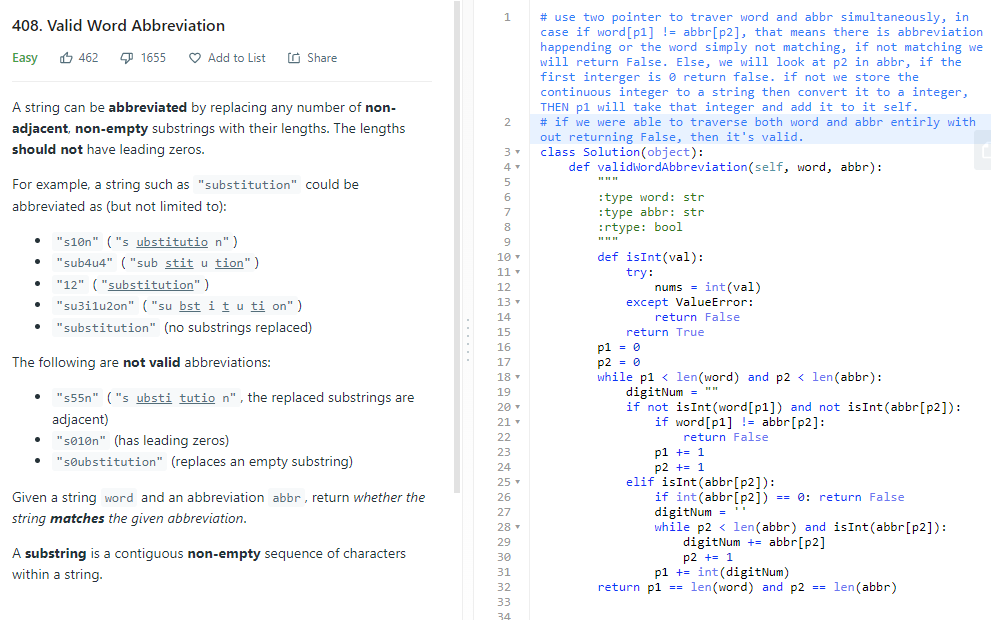 408. Valid Word Abbreviation
Easy 462 1655 Add to List Share
A string can be abbreviated by replacing any number of non-
adjacent, non-empty substrings with their lengths. The lengths
should not have leading zeros.
For example, a string such as "substitution" could be
abbreviated as (but not limited to):
• "s10n" ("s ubstitutio n")
• "sub4u4" ("sub stit u tion")
• "12" ("substitution")
• "su3i1u2on" ("su bst i t u ti on")
• "substitution" (no substrings replaced)
The following are not valid abbreviations:
• "s55n" ("s ubsti tutio n", the replaced substrings are
adjacent)
• "s010n" (has leading zeros)
• "s0ubstitution" (replaces an empty substring)
Given a string word and an abbreviation abbr, return whether the
string matches the given abbreviation.
A substring is a contiguous non-empty sequence of characters
within a string.
1 # use two pointer to traver word and abbr simultaneously, in
case if word[p1] != abbr[p2], that means there is abbreviation
happending or the word simply not matching, if not matching we
will return False. Else, we will look at p2 in abbr, if the
first interger is 0 return false. if not we store the
continuous integer to a string then convert it to a integer,
THEN p1 will take that integer and add it to it self.
2 # if we were able to traverse both word and abbr entirly with
out returning False, then it's valid.
3 class Solution(object):
4 def validWordAbbreviation(self, word, abbr):
5 """
6 :type word: str
7 :type abbr: str
8 :rtype: bool
9 """
10 def isInt(val):
11 try:
12 nums = int(val)
13 except ValueError:
14 return False
15 return True
16 p1 = 0
17 p2 = 0
18 while p1 < len(word) and p2 < len(abbr):
19 digitNum = ""
20 if not isInt(word[p1]) and not isInt(abbr[p2]):
21 if word[p1] != abbr[p2]:
22 return False
23 p1 += 1
24 p2 += 1
25 elif isInt(abbr[p2]):
26 if int(abbr[p2]) == 0: return False
27 digitNum = ''
28 while p2 < len(abbr) and isInt(abbr[p2]):
29 digitNum += abbr[p2]
30 p2 += 1
31 p1 += int(digitNum)
32 return p1 == len(word) and p2 == len(abbr)
33
34